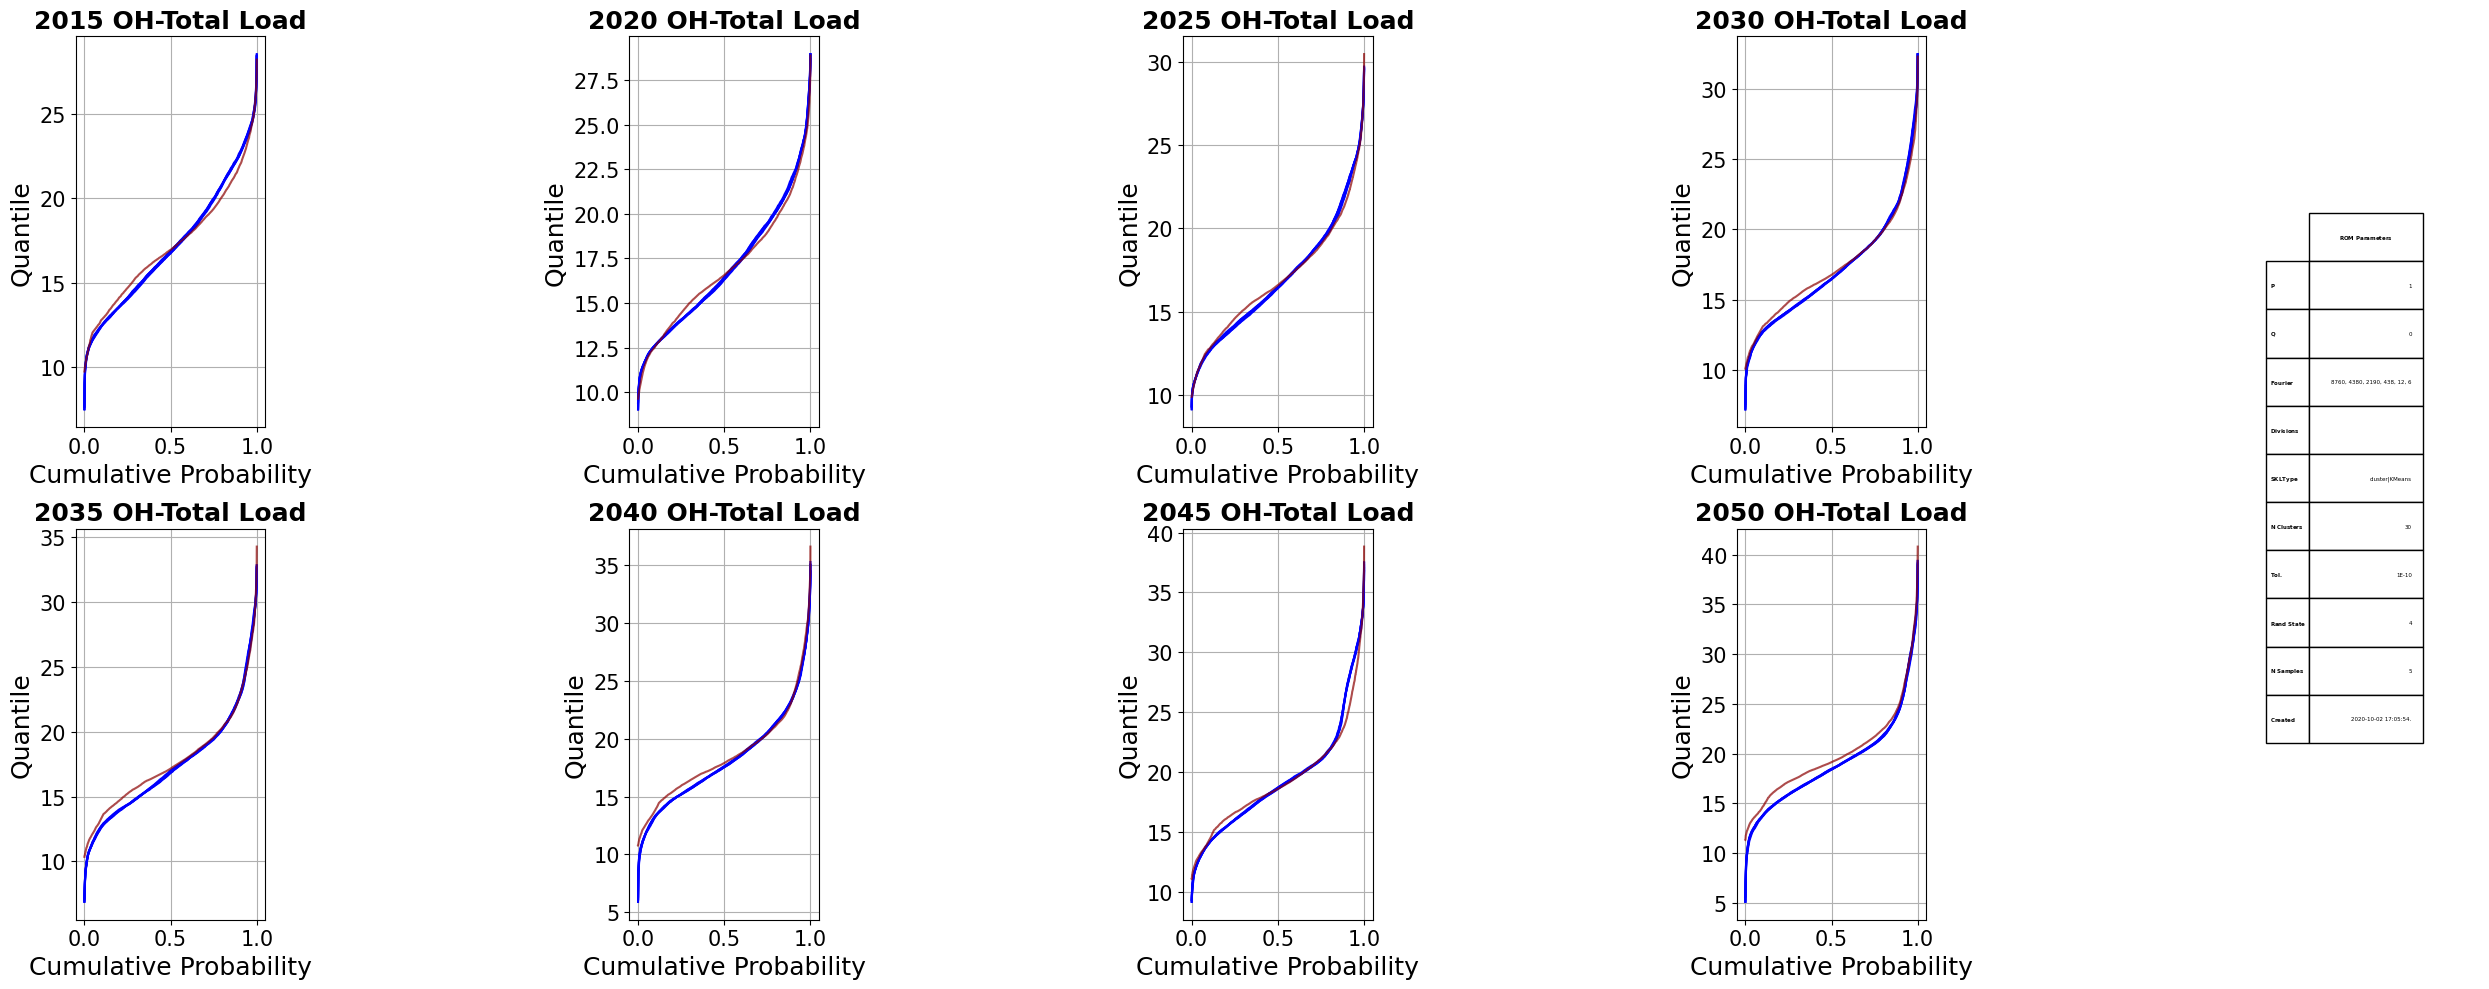 2015 OH-Total Load
2020 OH-Total Load
2025 OH-Total Load
2030 OH-Total Load
Quantile
25
20
15
10
0.0 0.5 1.0
Cumulative Probability
Quantile
27.5
25.0
22.5
20.0
17.5
15.0
12.5
10.0
0.0 0.5 1.0
Cumulative Probability
Quantile
30
25
20
15
10
0.0 0.5 1.0
Cumulative Probability
Quantile
30
25
20
15
10
0.0 0.5 1.0
Cumulative Probability
2035 OH-Total Load
2040 OH-Total Load
2045 OH-Total Load
2050 OH-Total Load
Quantile
35
30
25
20
15
10
0.0 0.5 1.0
Cumulative Probability
Quantile
35
30
25
20
15
10
5
0.0 0.5 1.0
Cumulative Probability
Quantile
40
35
30
25
20
15
10
0.0 0.5 1.0
Cumulative Probability
Quantile
40
35
30
25
20
15
10
5
0.0 0.5 1.0
Cumulative Probability
ROM Parameters
P 1
Q 0
Fourier 8760, 4380, 2190, 438, 12, 6
Divisions
SKLType cluster|KMeans
N Clusters 30
Tol. 1E-10
Rand State 4
N Samples 5
Created 2020-10-02 17:05:54.